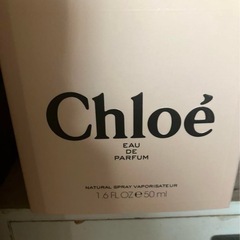 Chloé
EAU
DE
PARFUM
NATURAL SPRAY VAPORISATEUR
1.6 FL OZ ℮ 50 ml